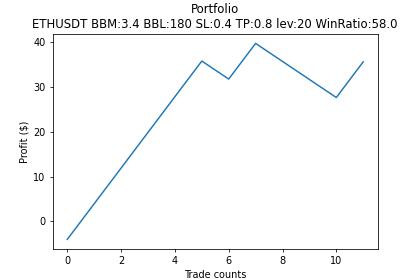 Portfolio
ETHUSDT BBM:3.4 BBL:180 SL:0.4 TP:0.8 lev:20 WinRatio:58.0
40
30
20
10
0
Profit ($)
0 2 4 6 8 10
Trade counts